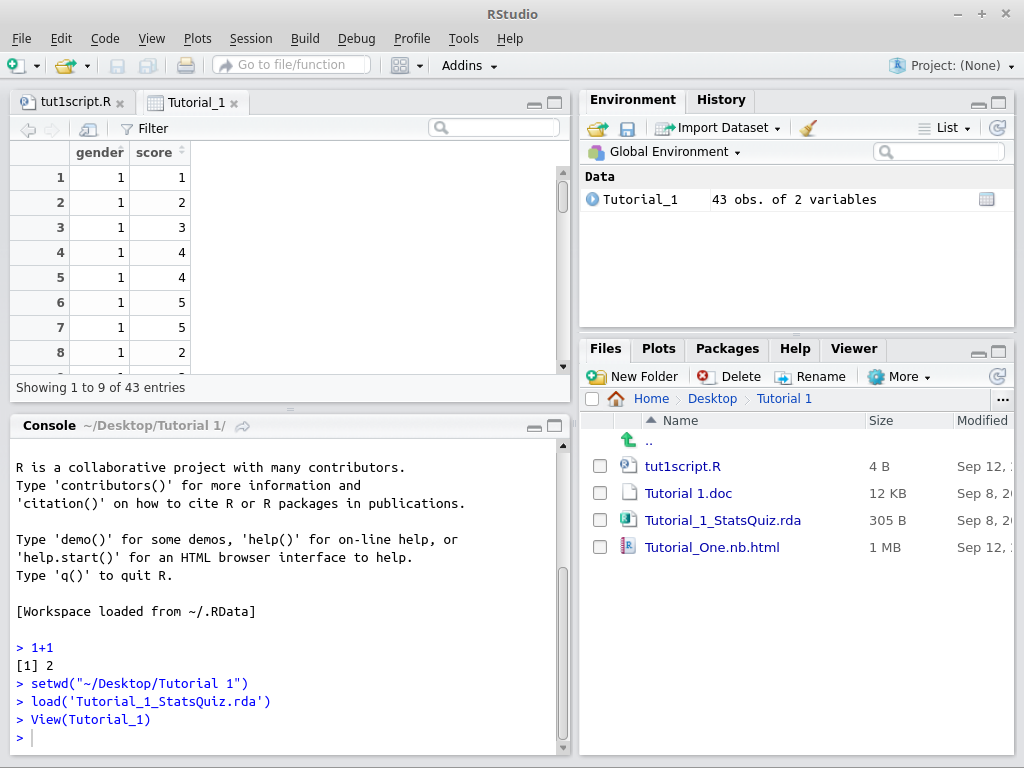 RStudio
File Edit Code View Plots Session Build Debug Profile Tools Help
Go to file/function Addins Project: (None)
tut1script.R Tutorial_1
Filter
gender score
1 1 1
2 1 2
3 1 3
4 1 4
5 1 4
6 1 5
7 1 5
8 1 2
Showing 1 to 9 of 43 entries
Console ~/Desktop/Tutorial 1/
R is a collaborative project with many contributors.
Type 'contributors()' for more information and
'citation()' on how to cite R or R packages in publications.
Type 'demo()' for some demos, 'help()' for on-line help, or
'help.start()' for an HTML browser interface to help.
Type 'q()' to quit R.
[Workspace loaded from ~/.RData]
> 1+1
[1] 2
> setwd("~/Desktop/Tutorial 1")
> load('Tutorial_1_StatsQuiz.rda')
> View(Tutorial_1)
>
Environment History
Import Dataset List
Global Environment
Data
Tutorial_1 43 obs. of 2 variables
Files Plots Packages Help Viewer
New Folder Delete Rename More
Home Desktop Tutorial 1 ...
Name Size Modified
..
tut1script.R 4 B Sep 12,
Tutorial 1.doc 12 KB Sep 8, 2
Tutorial_1_StatsQuiz.rda 305 B Sep 8, 2
Tutorial_One.nb.html 1 MB Sep 12,